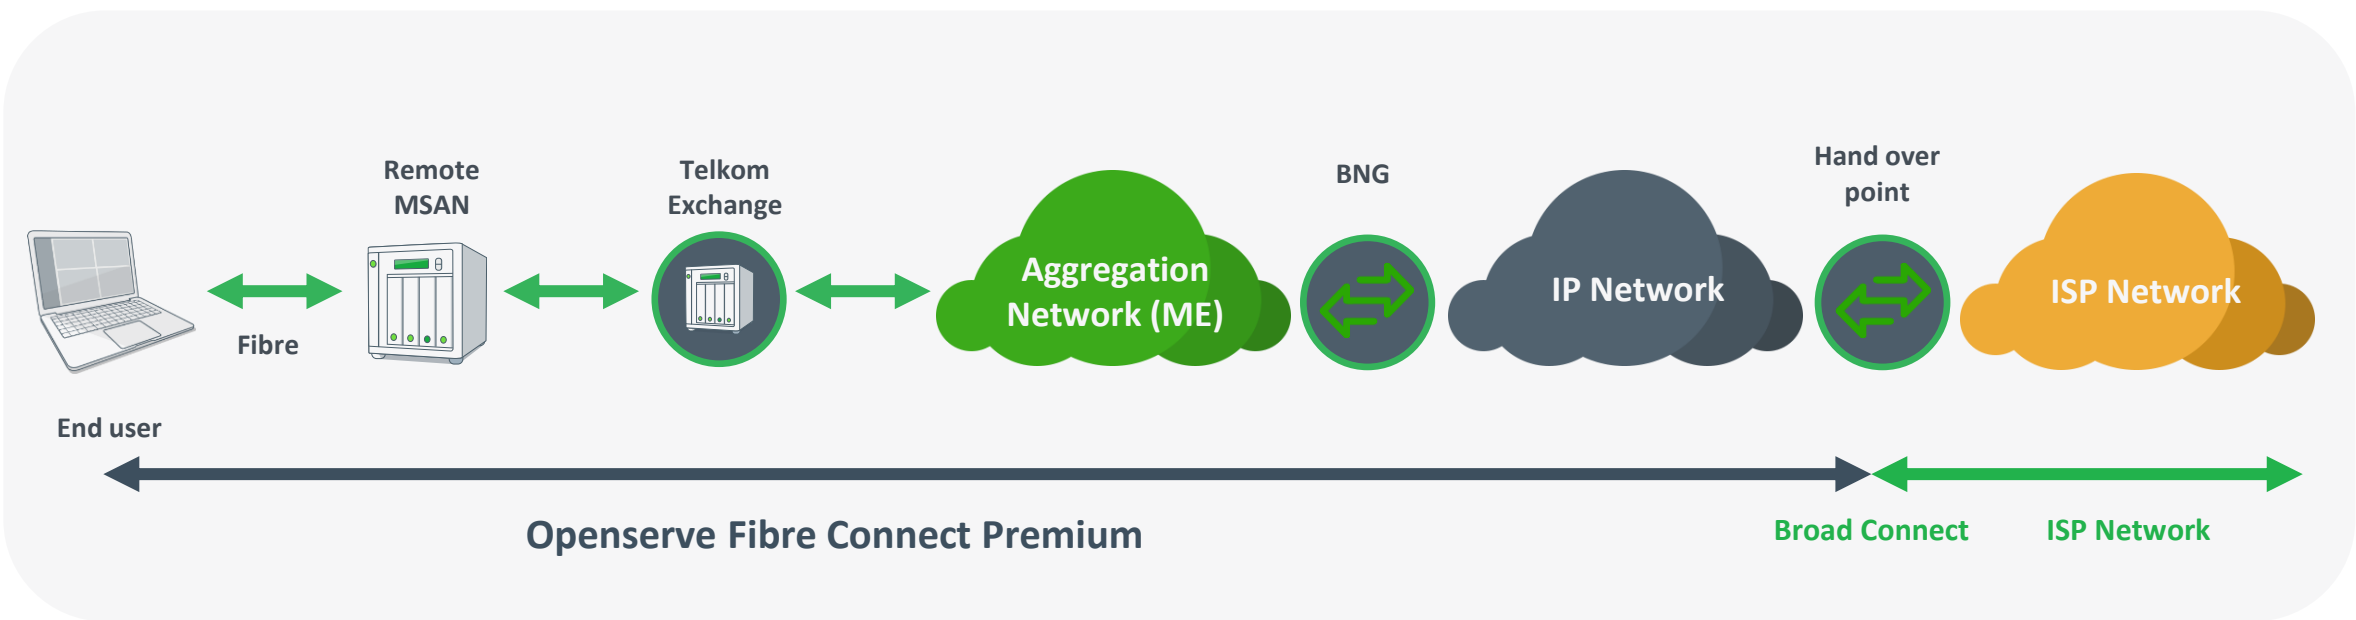 Remote
MSAN
Telkom
Exchange
BNG
Hand over
point
Aggregation
Network (ME)
IP Network
ISP Network
Fibre
End user
Openserve Fibre Connect Premium
Broad Connect
ISP Network